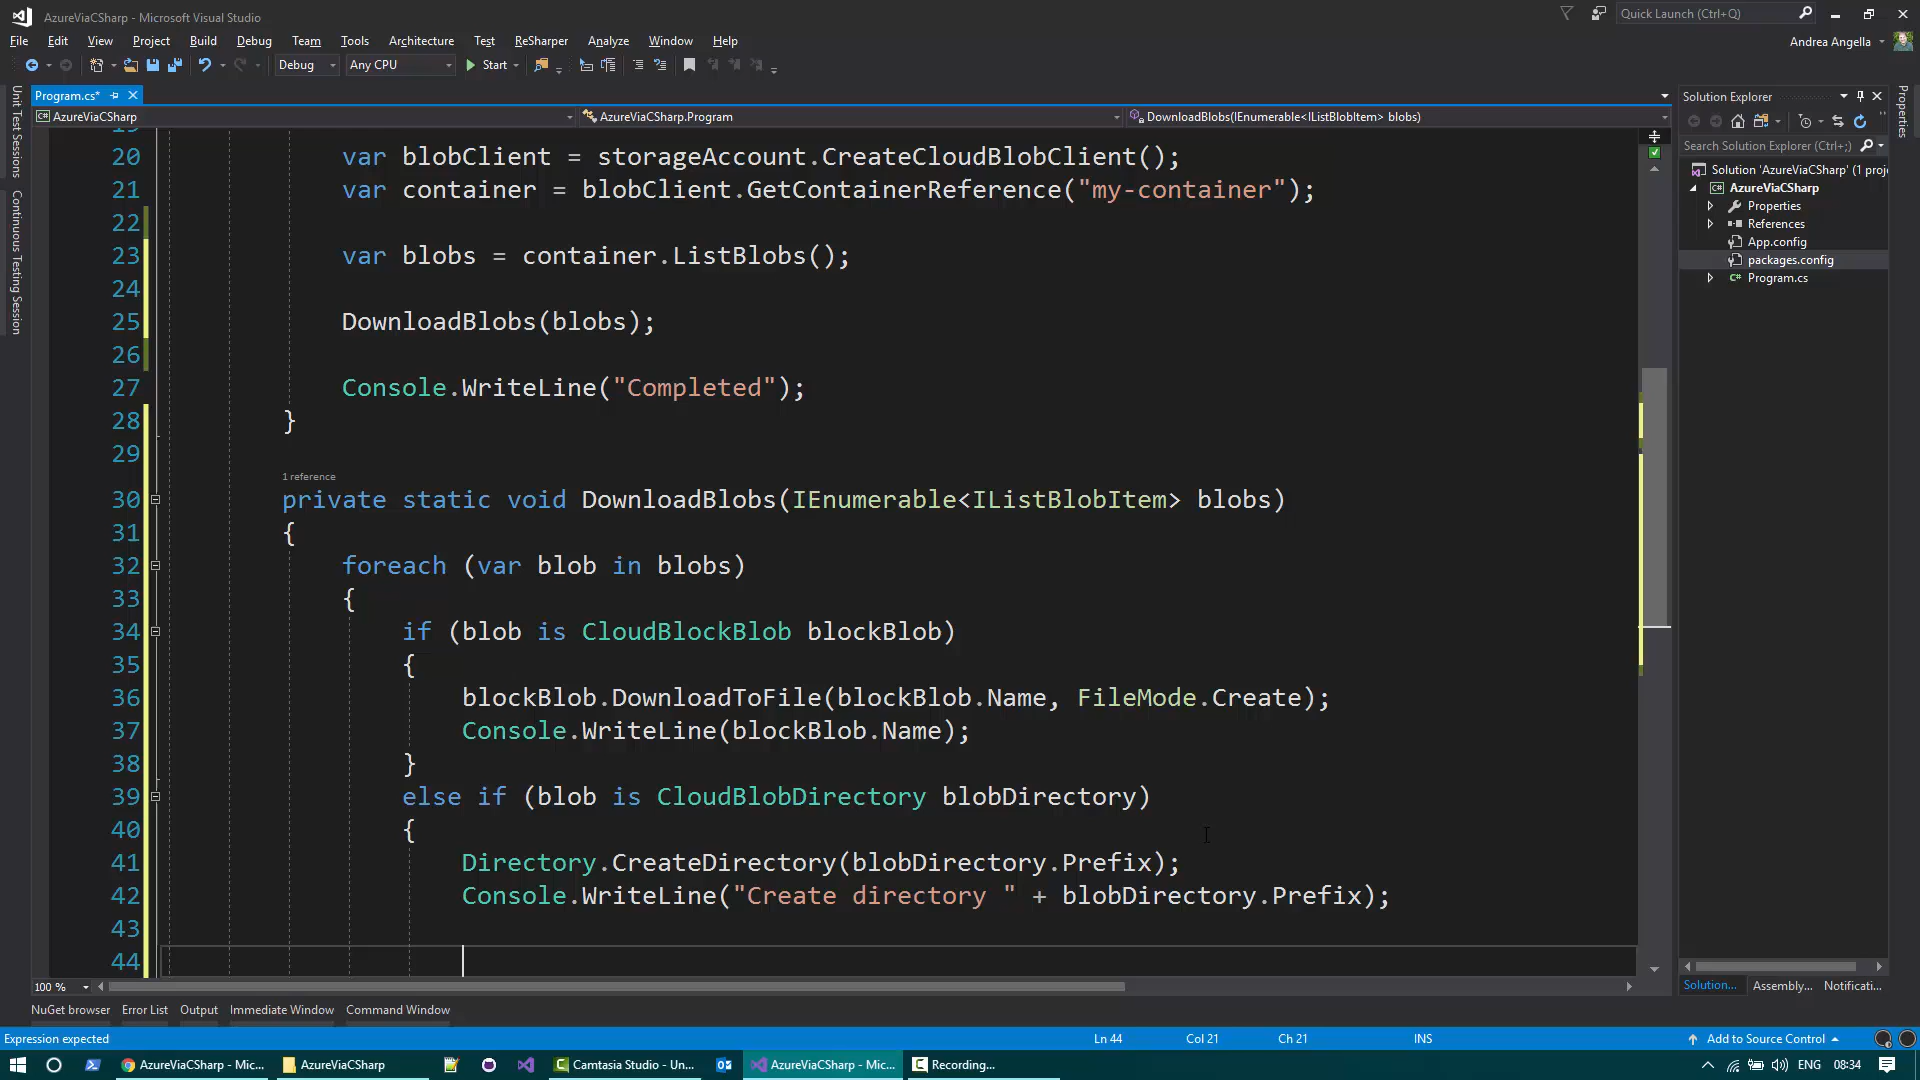 AzureViaCSharp - Microsoft Visual Studio
Quick Launch (Ctrl+Q)
File Edit View Project Build Debug Team Tools Architecture Test ReSharper Analyze Window Help
Andrea Angella
Debug Any CPU Start
Program.cs*
AzureViaCSharp
AzureViaCSharp.Program
DownloadBlobs(IEnumerable<IListBlobItem> blobs)
Unit Test Sessions
Continuous Testing Session
19
20 var blobClient = storageAccount.CreateCloudBlobClient();
21 var container = blobClient.GetContainerReference("my-container");
22
23 var blobs = container.ListBlobs();
24
25 DownloadBlobs(blobs);
26
27 Console.WriteLine("Completed");
28 }
29
1 reference
30 private static void DownloadBlobs(IEnumerable<IListBlobItem> blobs)
31 {
32 foreach (var blob in blobs)
33 {
34 if (blob is CloudBlockBlob blockBlob)
35 {
36 blockBlob.DownloadToFile(blockBlob.Name, FileMode.Create);
37 Console.WriteLine(blockBlob.Name);
38 }
39 else if (blob is CloudBlobDirectory blobDirectory)
40 {
41 Directory.CreateDirectory(blobDirectory.Prefix);
42 Console.WriteLine("Create directory " + blobDirectory.Prefix);
43
44
100 %
Solution Explorer
Search Solution Explorer (Ctrl+;)
Solution 'AzureViaCSharp' (1 proj
AzureViaCSharp
Properties
References
App.config
packages.config
Program.cs
Solution... Assembly... Notificati...
Properties
NuGet browser Error List Output Immediate Window Command Window
Expression expected Ln 44 Col 21 Ch 21 INS Add to Source Control
AzureViaCSharp - Mic... AzureViaCSharp Camtasia Studio - Un... AzureViaCSharp - Mic... Recording... ENG 08:34